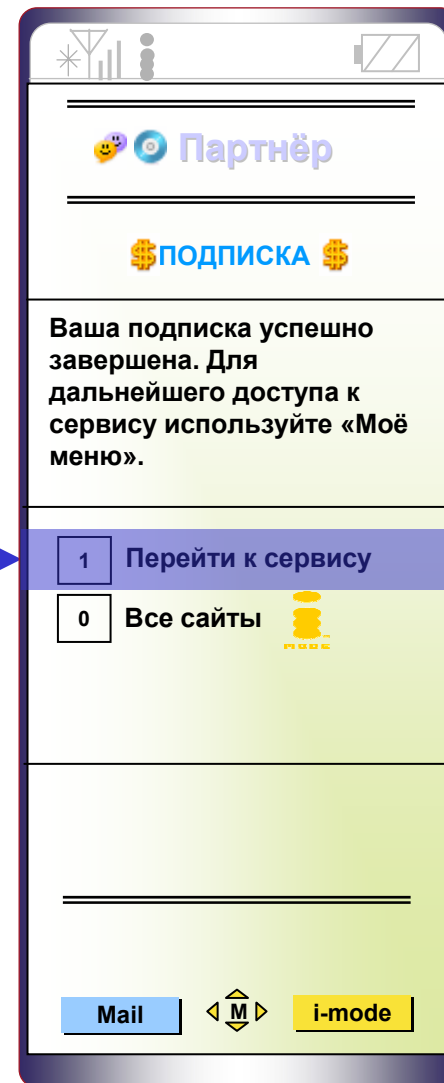 Партнёр
$ПОДПИСКА $
Ваша подписка успешно
завершена. Для
дальнейшего доступа к
сервису используйте «Моё
меню».
1 Перейти к сервису
0 Все сайты
MODE
Mail M i-mode